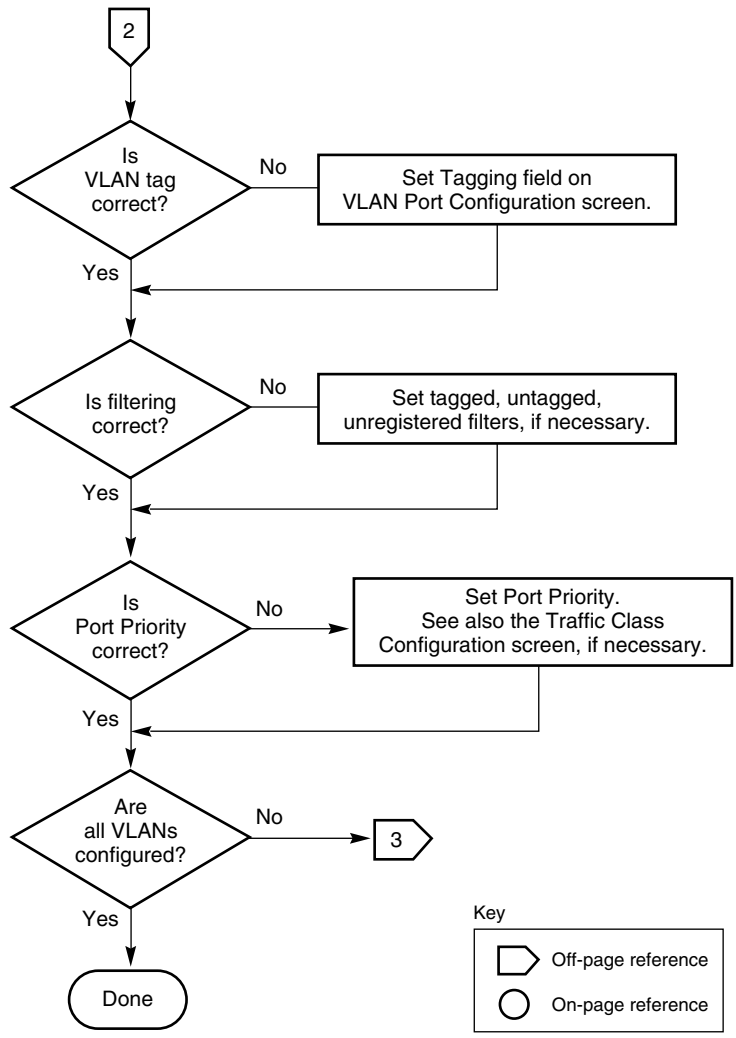 2
Is
VLAN tag
correct?
No
Set Tagging field on
VLAN Port Configuration screen.
Yes
Is filtering
correct?
No
Set tagged, untagged,
unregistered filters, if necessary.
Yes
Is
Port Priority
correct?
No
Set Port Priority.
See also the Traffic Class
Configuration screen, if necessary.
Yes
Are
all VLANs
configured?
No
3
Yes
Done
Key
Off-page reference
On-page reference